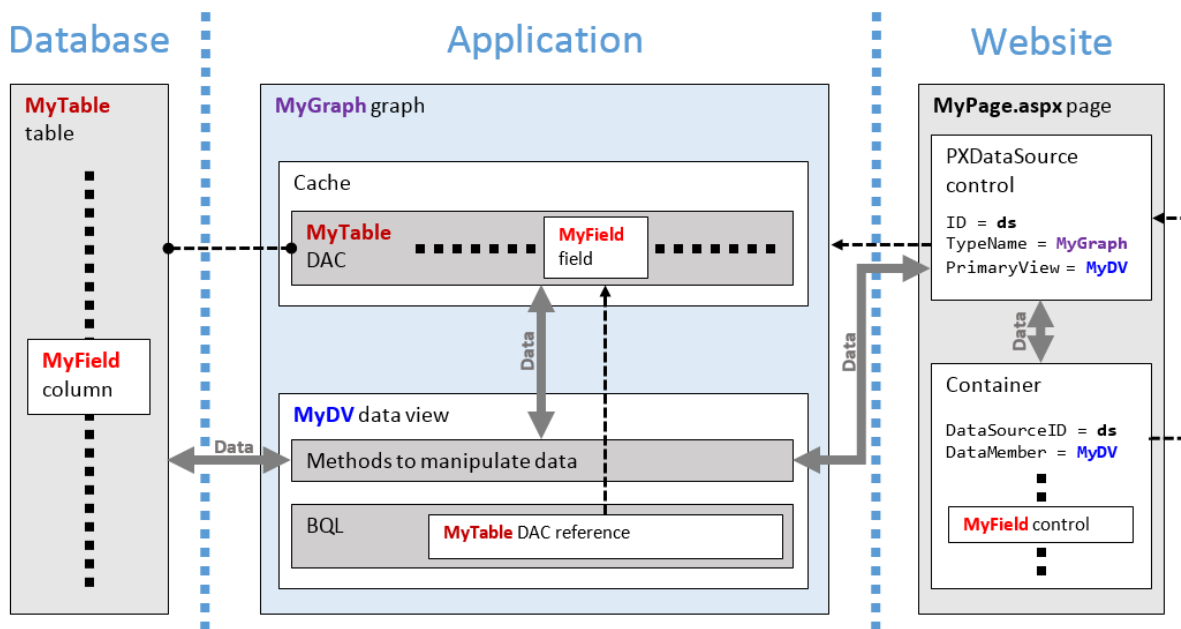 Database
Application
Website
MyTable
table
MyField
column
Data
MyGraph graph
Cache
MyTable
DAC
MyField
field
Data
MyDV data view
Methods to manipulate data
BQL
MyTable DAC reference
Data
MyPage.aspx page
PXDataSource
control
ID = ds
TypeName = MyGraph
PrimaryView = MyDV
Data
Container
DataSourceID = ds
DataMember = MyDV
MyField control